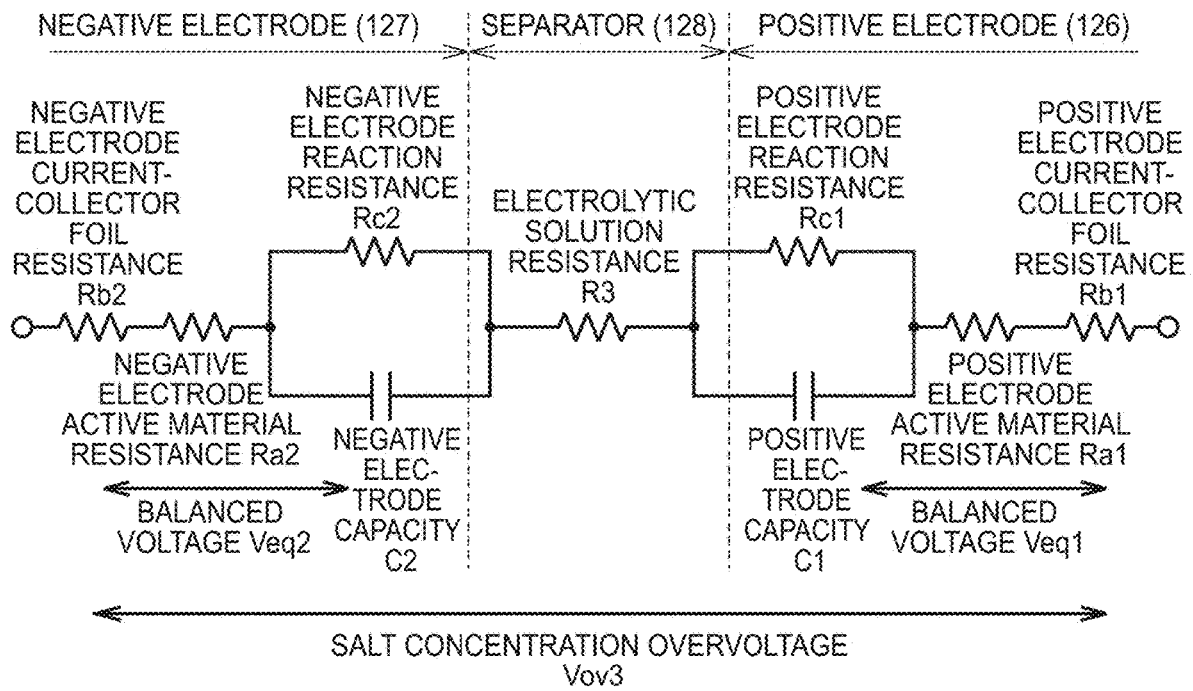 NEGATIVE ELECTRODE (127)
SEPARATOR (128)
POSITIVE ELECTRODE (126)
NEGATIVE
ELECTRODE
CURRENT-
COLLECTOR
FOIL
RESISTANCE
Rb2
NEGATIVE
ELECTRODE
REACTION
RESISTANCE
Rc2
ELECTROLYTIC
SOLUTION
RESISTANCE
R3
POSITIVE
ELECTRODE
REACTION
RESISTANCE
Rc1
POSITIVE
ELECTRODE
CURRENT-
COLLECTOR
FOIL
RESISTANCE
Rb1
NEGATIVE
ELECTRODE
ACTIVE MATERIAL
RESISTANCE Ra2
NEGATIVE
ELEC-
TRODE
CAPACITY
C2
POSITIVE
ELEC-
TRODE
CAPACITY
C1
POSITIVE
ELECTRODE
ACTIVE MATERIAL
RESISTANCE Ra1
BALANCED
VOLTAGE Veq2
BALANCED
VOLTAGE Veq1
SALT CONCENTRATION OVERVOLTAGE
Vov3